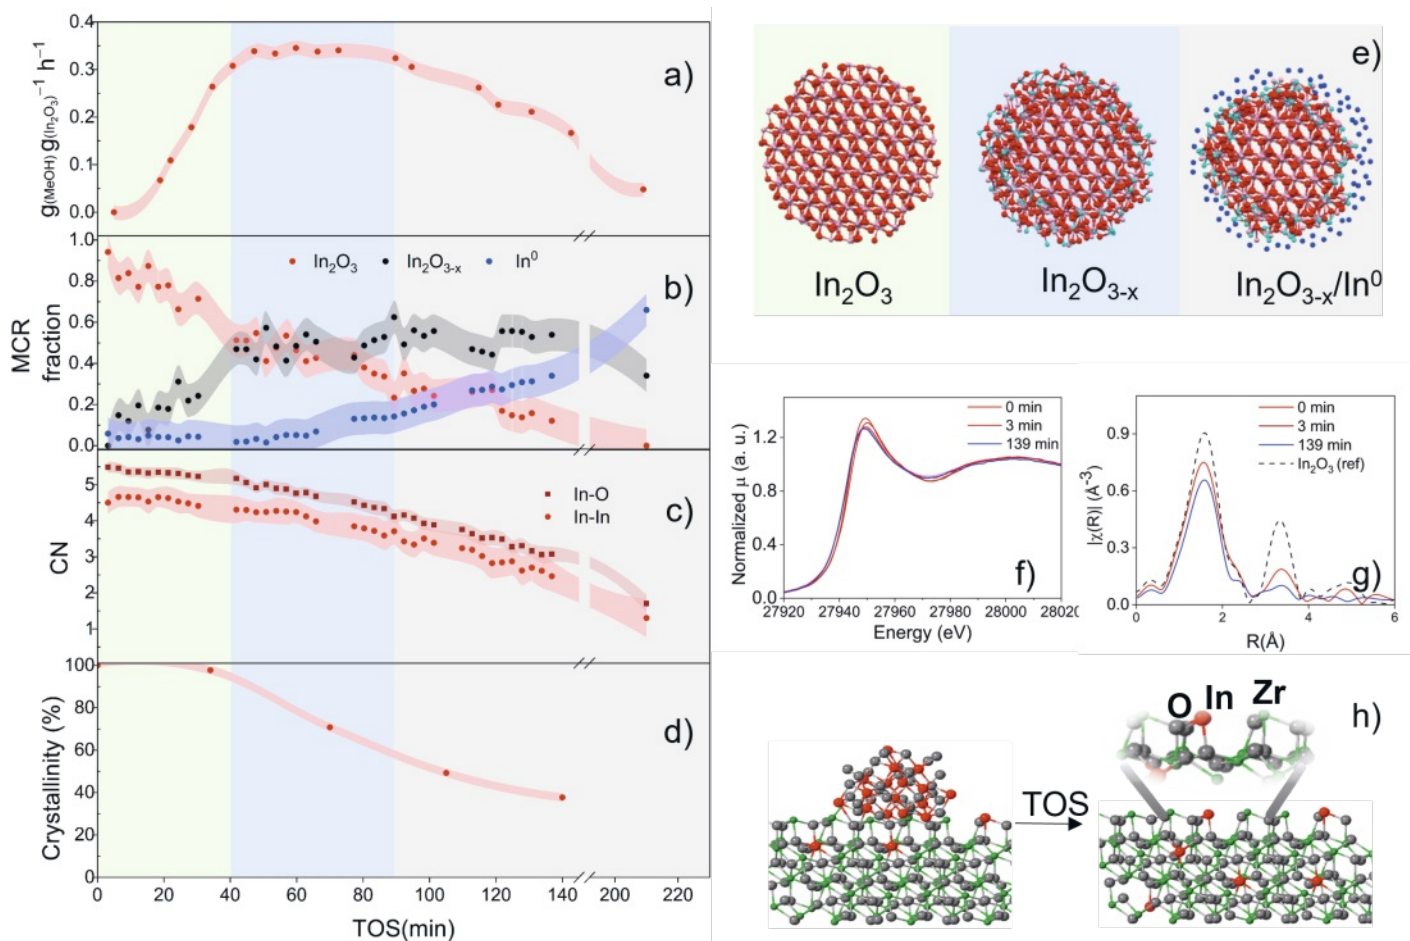 a)
0.4
0.3
0.2
0.1
0.0
g(MeOH) g(In₂O₃)⁻¹ h⁻¹
b)
In₂O₃ In₂O₃₋ₓ In⁰
1.0
0.8
0.6
0.4
0.2
0.0
MCR
fraction
c)
In-O
In-In
5
4
3
2
1
CN
d)
100
80
60
40
20
0
Crystallinity (%)
0 20 40 60 80 100 120 140 200 220
TOS(min)
e)
In₂O₃ In₂O₃₋ₓ In₂O₃₋ₓ/In⁰
f)
0 min
3 min
139 min
1.2
0.8
0.4
0.0
Normalized μ (a. u.)
27920 27940 27960 27980 28000 28020
Energy (eV)
g)
0 min
3 min
139 min
In₂O₃ (ref)
0.9
0.6
0.3
0.0
|χ(R)| (Å⁻³)
0 2 4 6
R(Å)
h)
O In Zr
TOS